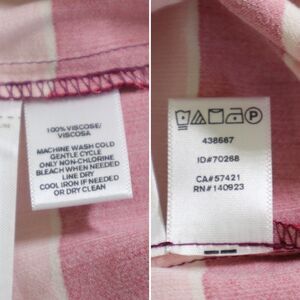 100% VISCOSE/
VISCOSA
MACHINE WASH COLD
GENTLE CYCLE
ONLY NON-CHLORINE
BLEACH WHEN NEEDED
LINE DRY
COOL IRON IF NEEDED
OR DRY CLEAN
P
438687
ID#70268
CA#57421
RN#140923